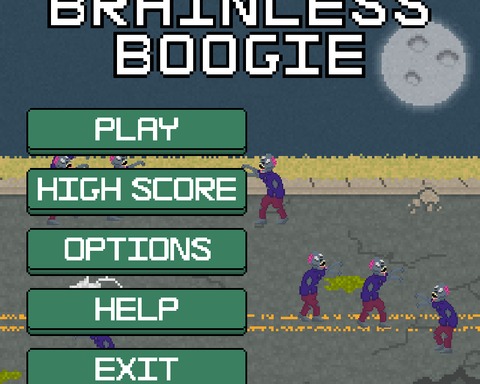 BRAINLESS
BOOGIE
PLAY
HIGH SCORE
OPTIONS
HELP
EXIT